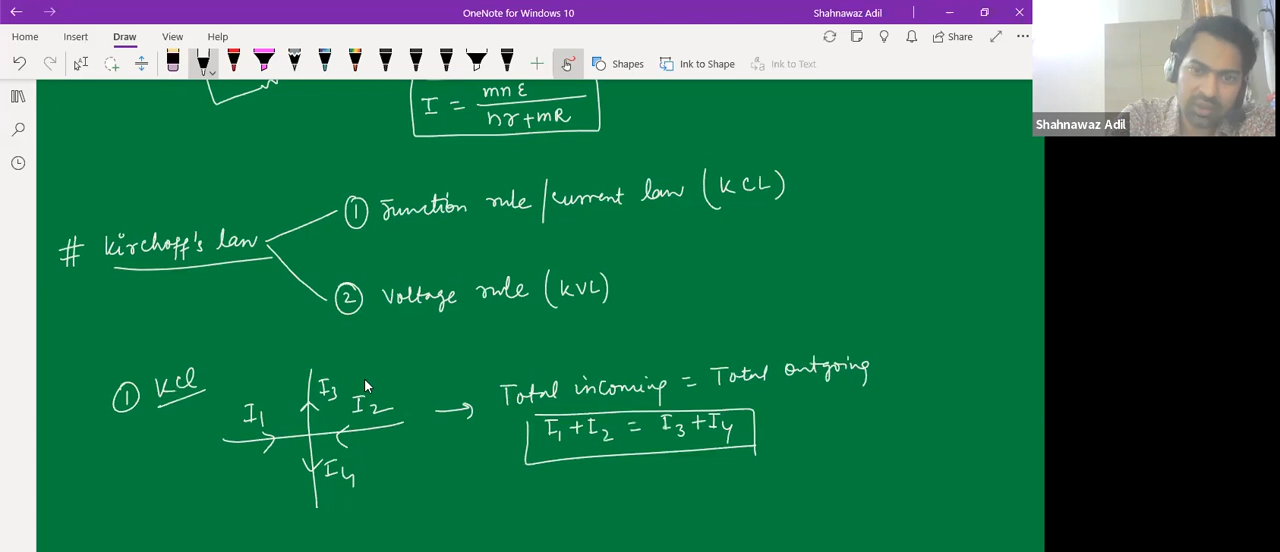 OneNote for Windows 10
Shahnawaz Adil
Home Insert Draw View Help
Share
Shapes
Ink to Shape
Ink to Text
Shahnawaz Adil
I = mnε / nr+mR
# Kirchoff's law
① Junction rule/current law (KCL)
② Voltage rule (KVL)
① KCL
I₁ I₂ I₃ I₄
→ Total incoming = Total outgoing
I₁ + I₂ = I₃ + I₄